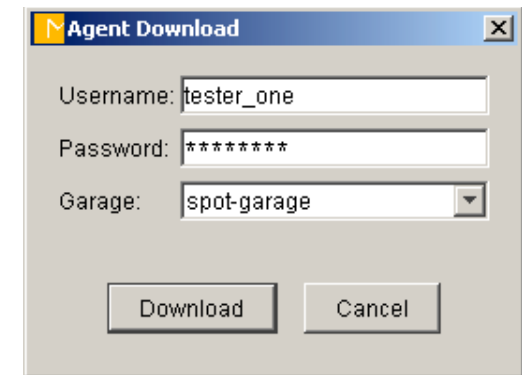 Agent Download
Username: tester_one
Password: ********
Garage: spot-garage
Download Cancel